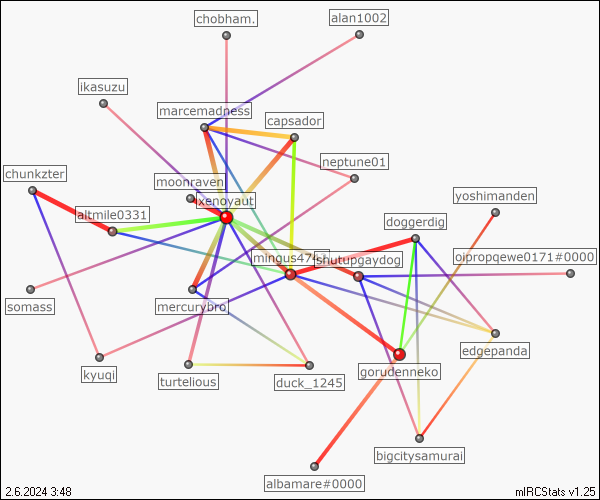 chobham.
alan1002
ikasuzu
marcemadness
capsador
neptune01
chunkzter
moonraven
xenoyaut
yoshimanden
altmile0331
doggerdig
mingus474
shutupgaydog
ojpropqewe0171#0000
somass
mercurybro
edgepanda
kyuqi
turtelious
duck_1245
gorudenneko
bigcitysamurai
albamare#0000
2.6.2024 3:48
mIRCStats v1.25